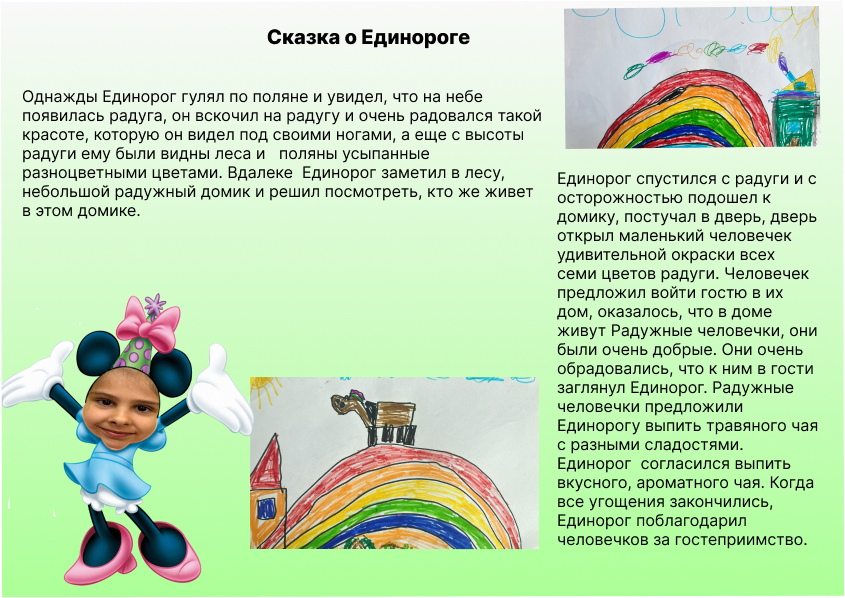 Сказка о Единороге
Однажды Единорог гулял по поляне и увидел, что на небе
появилась радуга, он вскочил на радугу и очень радовался такой
красоте, которую он видел под своими ногами, а еще с высоты
радуги ему были видны леса и поляны усыпанные
разноцветными цветами. Вдалеке Единорог заметил в лесу,
небольшой радужный домик и решил посмотреть, кто же живет
в этом домике.
Единорог спустился с радуги и с
осторожностью подошел к
домику, постучал в дверь, дверь
открыл маленький человечек
удивительной окраски всех
семи цветов радуги. Человечек
предложил войти гостю в их
дом, оказалось, что в доме
живут Радужные человечки, они
были очень добрые. Они очень
обрадовались, что к ним в гости
заглянул Единорог. Радужные
человечки предложили
Единорогу выпить травяного чая
с разными сладостями.
Единорог согласился выпить
вкусного, ароматного чая. Когда
все угощения закончились,
Единорог поблагодарил
человечков за гостеприимство.